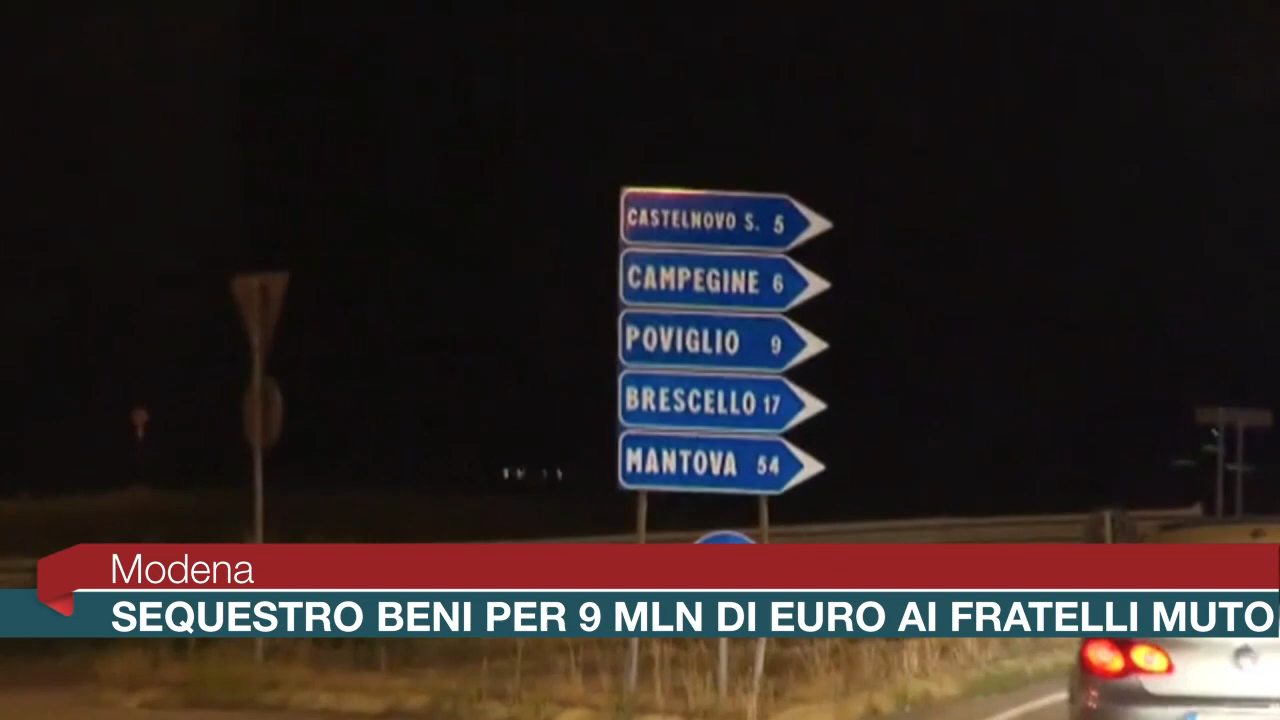 CASTELNOVO S. 5
CAMPEGINE 6
POVIGLIO 9
BRESCELLO 17
MANTOVA 54
Modena
SEQUESTRO BENI PER 9 MLN DI EURO AI FRATELLI MUTO